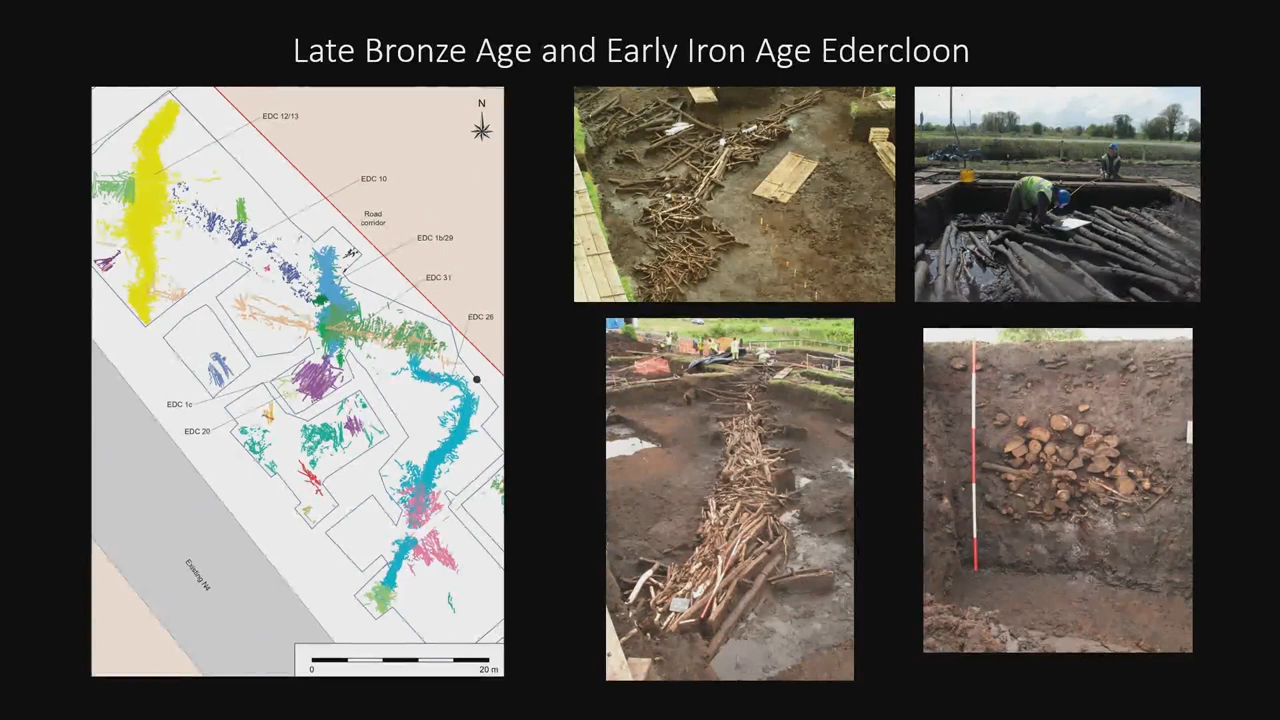 Late Bronze Age and Early Iron Age Edercloon
N
EDC 12/13
EDC 10
Road
corridor
EDC 1b/29
EDC 31
EDC 26
EDC 1c
EDC 20
Existing N4
0
20 m